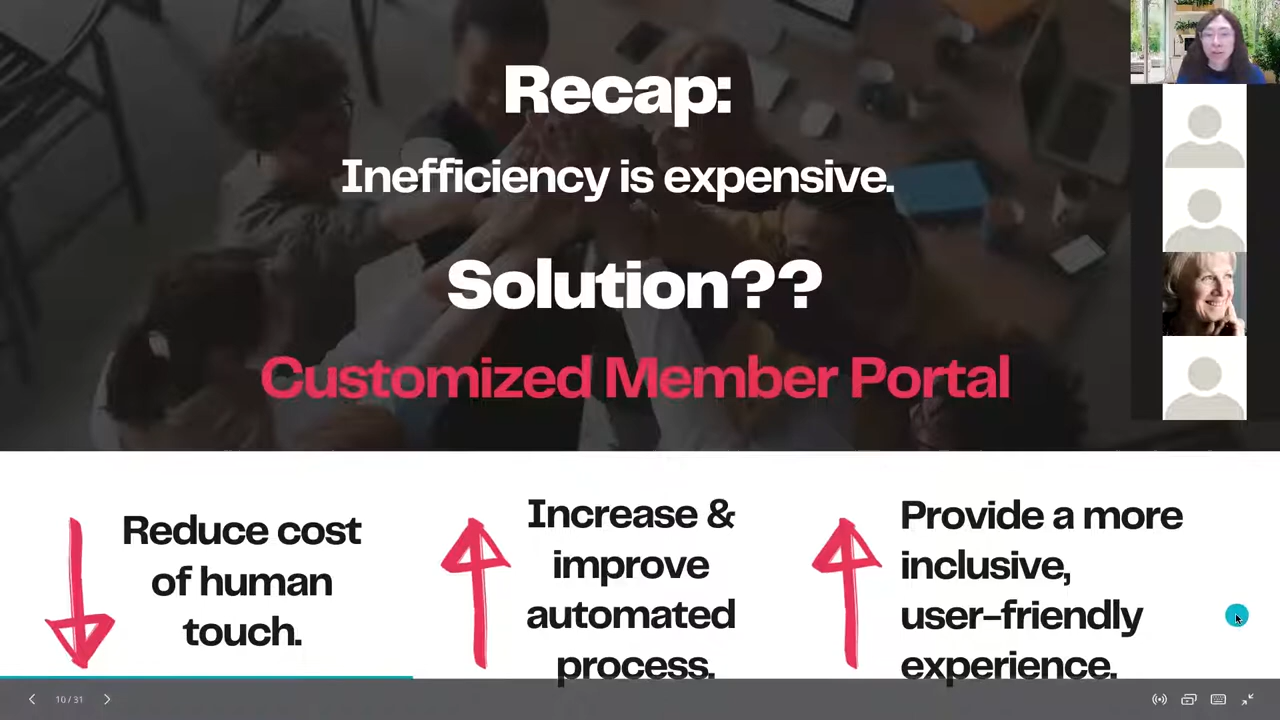 Recap:
Inefficiency is expensive.
Solution??
Customized Member Portal
Reduce cost
of human
touch.
Increase &
improve
automated
process.
Provide a more
inclusive,
user-friendly
experience.
10 / 31